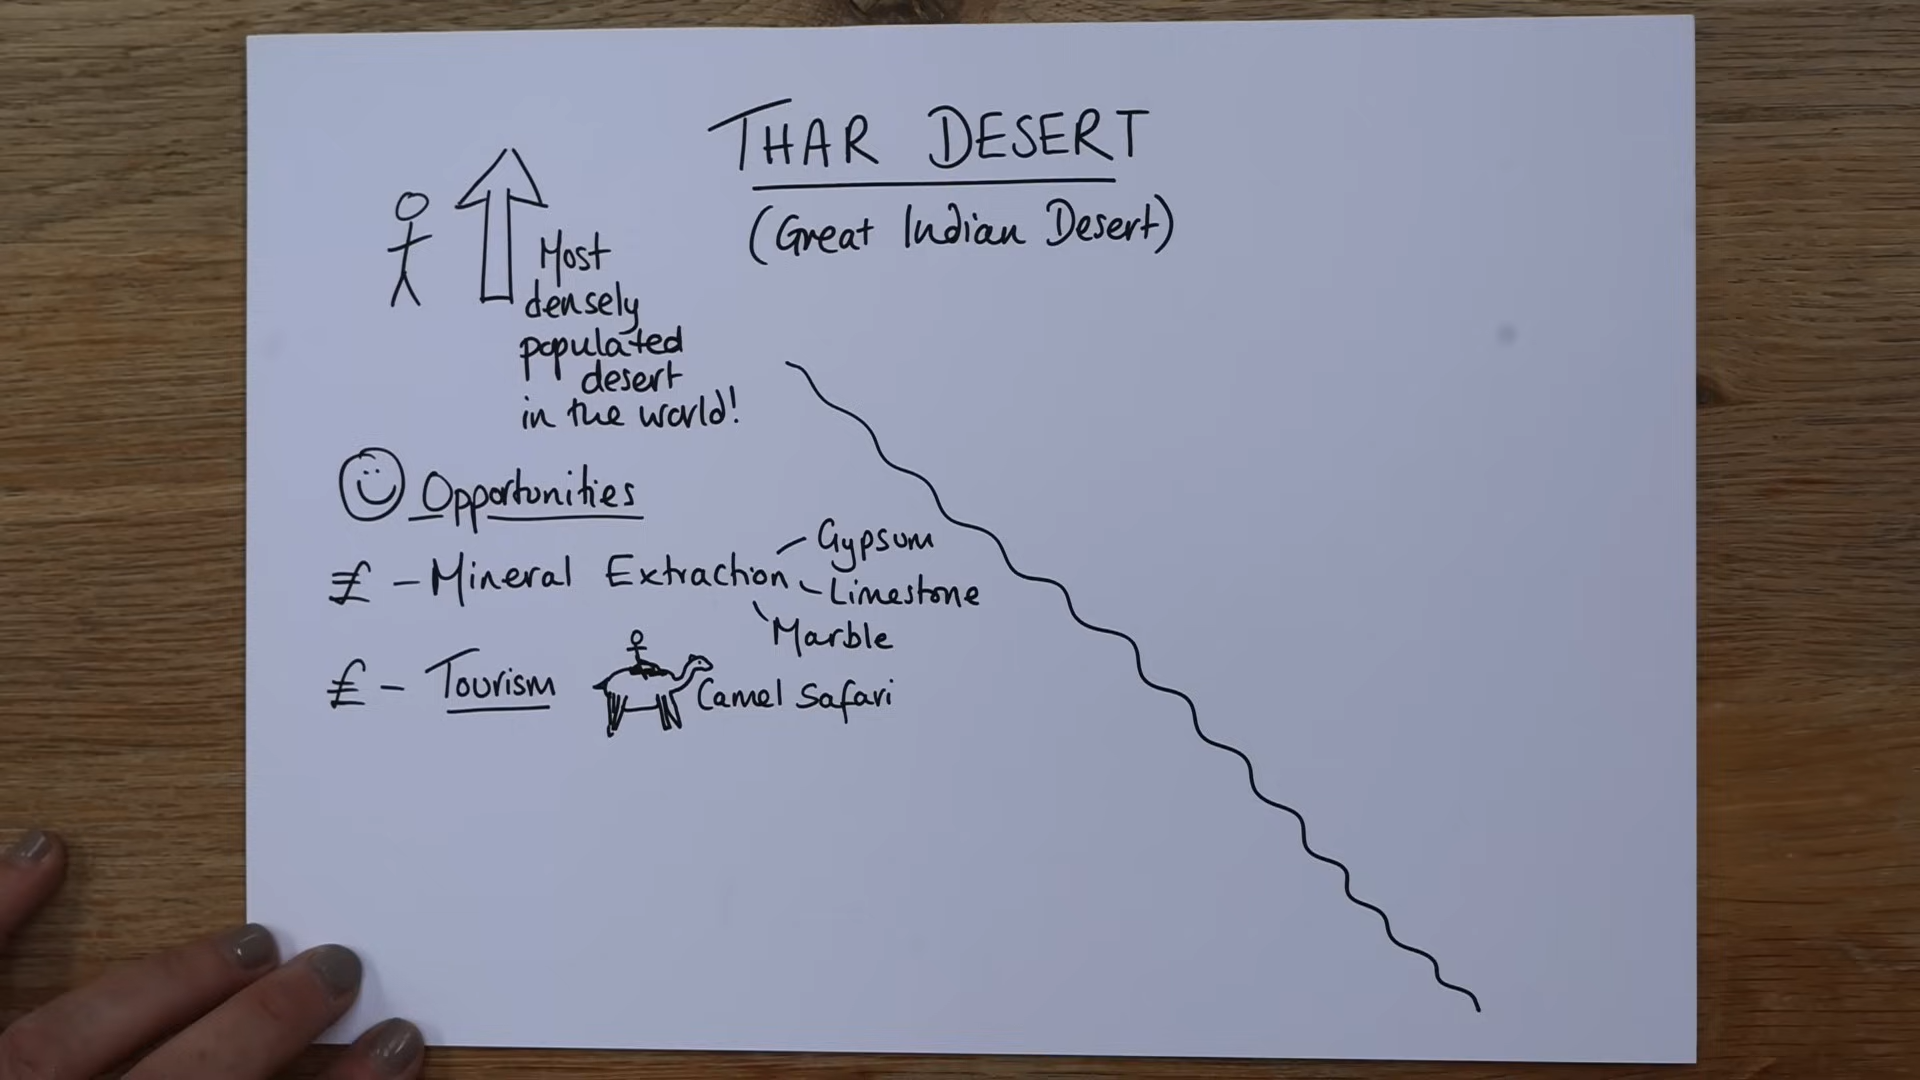 THAR DESERT
(Great Indian Desert)
Most
densely
populated
desert
in the world!
Opportunities
£ - Mineral Extraction
Gypsum
Limestone
Marble
£ - Tourism
Camel Safari